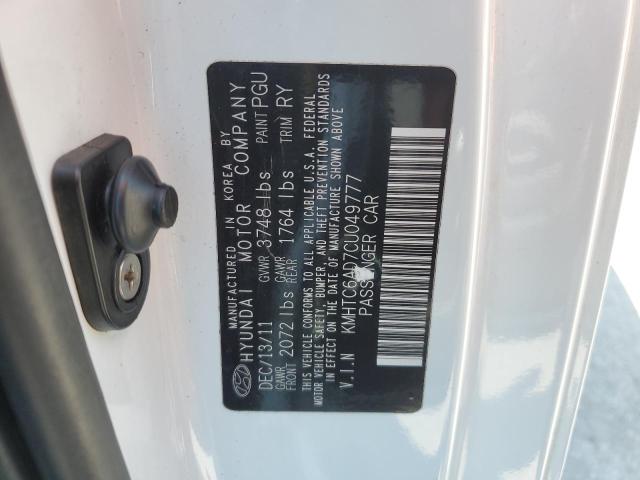 MANUFACTURED IN KOREA BY
HYUNDAI MOTOR COMPANY
DEC/13/11 GVWR 3748 lbs PAINT PGU
GAWR FRONT 2072 lbs GAWR REAR 1764 lbs TRIM RY
THIS VEHICLE CONFORMS TO ALL APPLICABLE U.S.A. FEDERAL
MOTOR VEHICLE SAFETY, BUMPER, AND THEFT PREVENTION STANDARDS
IN EFFECT ON THE DATE OF MANUFACTURE SHOWN ABOVE
V.I.N KMHTC6AD7CU049777
PASSENGER CAR